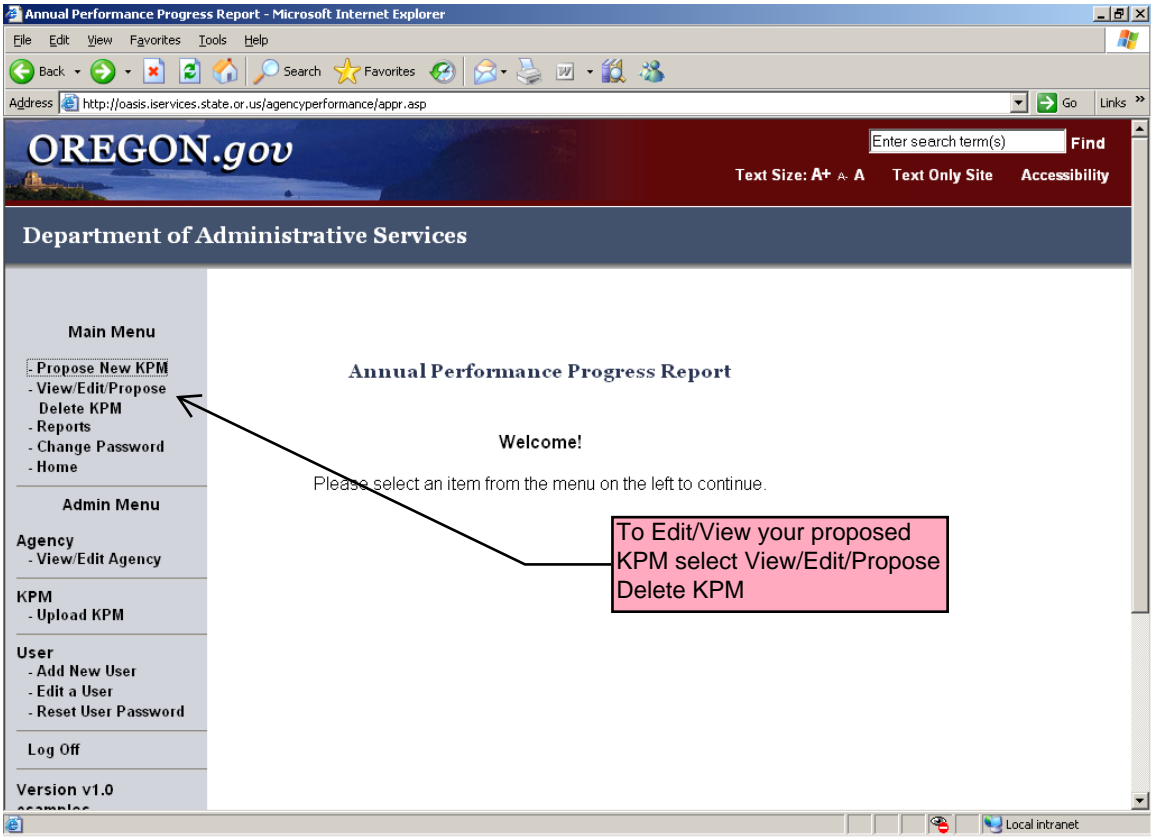 Annual Performance Progress Report - Microsoft Internet Explorer
File Edit View Favorites Tools Help
Back Search Favorites
Address http://oasis.iservices.state.or.us/agencyperformance/appr.asp Go Links »
OREGON.gov
Enter search term(s) Find
Text Size: A+ A- A Text Only Site Accessibility
Department of Administrative Services
Main Menu
- Propose New KPM
- View/Edit/Propose
Delete KPM
- Reports
- Change Password
- Home
Admin Menu
Agency
- View/Edit Agency
KPM
- Upload KPM
User
- Add New User
- Edit a User
- Reset User Password
Log Off
Version v1.0
Annual Performance Progress Report
Welcome!
Please select an item from the menu on the left to continue.
To Edit/View your proposed
KPM select View/Edit/Propose
Delete KPM
Local intranet